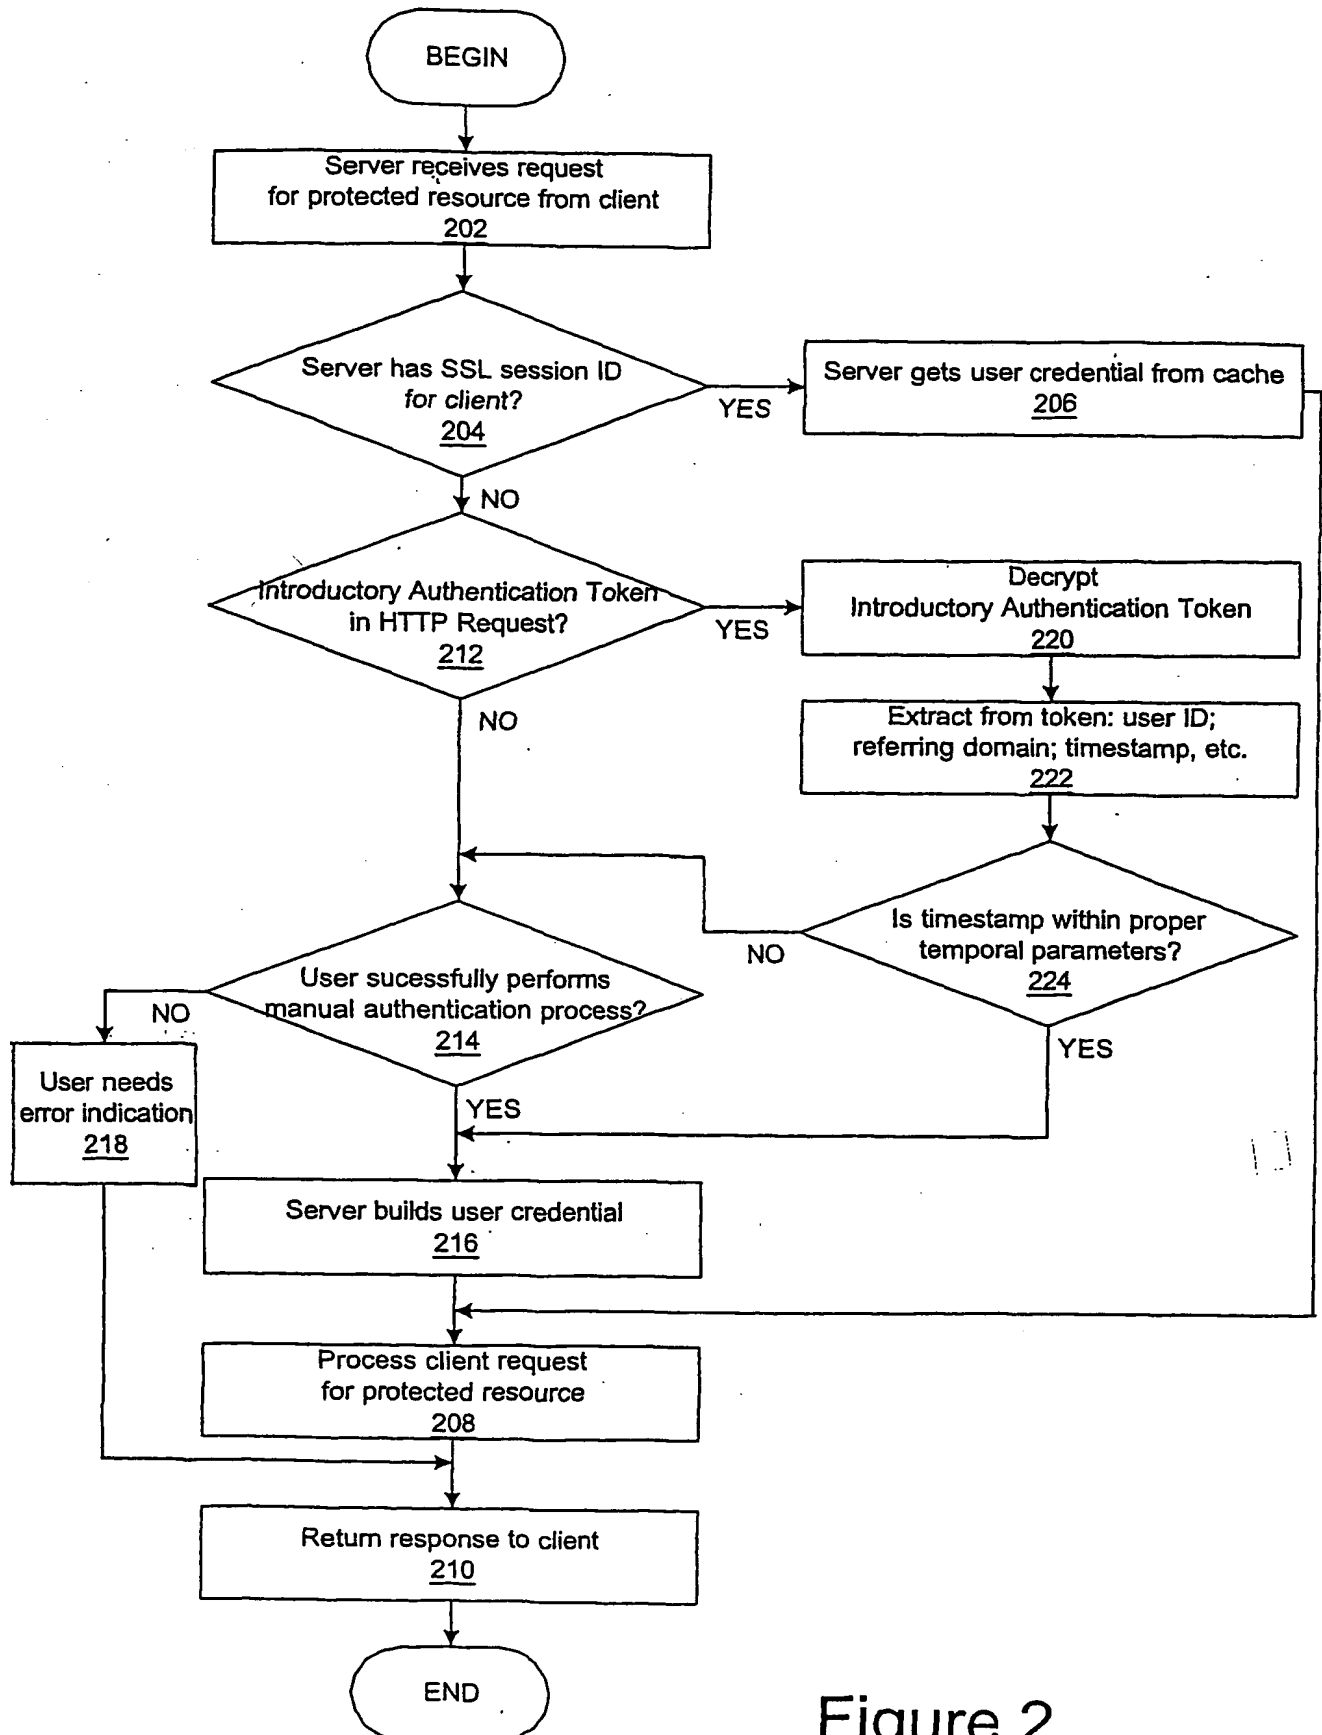 BEGIN
Server receives request
for protected resource from client
202
Server has SSL session ID
for client?
204
YES
Server gets user credential from cache
206
NO
Introductory Authentication Token
in HTTP Request?
212
YES
Decrypt
Introductory Authentication Token
220
NO
Extract from token: user ID;
referring domain; timestamp, etc.
222
Is timestamp within proper
temporal parameters?
224
NO
YES
User sucessfully performs
manual authentication process?
214
NO
YES
User needs
error indication
218
Server builds user credential
216
Process client request
for protected resource
208
Return response to client
210
END
Figure 2